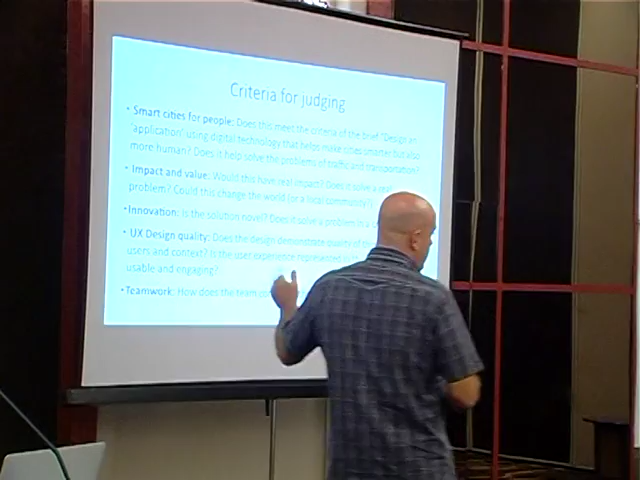 Criteria for judging
• Smart cities for people: Does this meet the criteria of the brief "Design an
'application' using digital technology that helps make cities smarter but also
more human? Does it help solve the problems of traffic and transportation?
• Impact and value: Would this have real impact? Does it solve a real
problem? Could this change the world (or a local community?)
• Innovation: Is the solution novel? Does it solve a problem in a
• UX Design quality: Does the design demonstrate quality of
users and context? Is the user experience represented
usable and engaging?
• Teamwork: How does the team